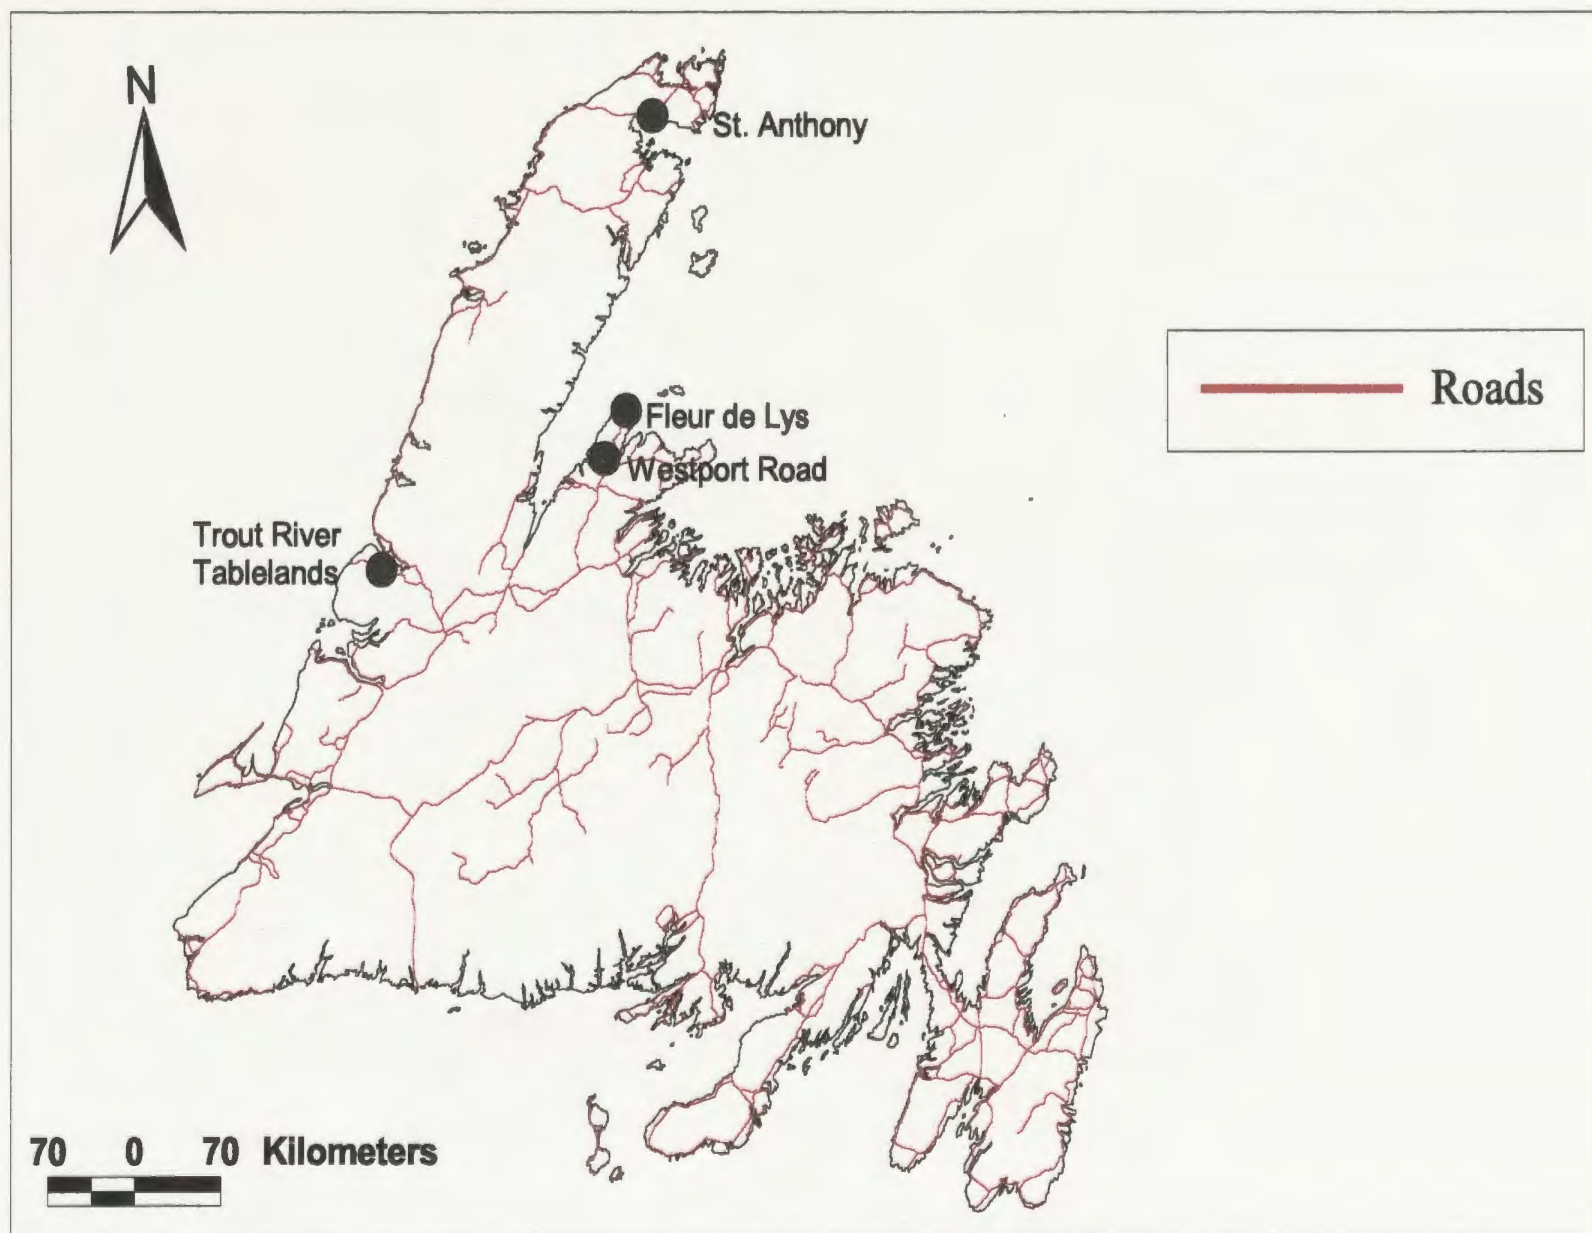 N
St. Anthony
Roads
Fleur de Lys
Westport Road
Trout River
Tablelands
70 0 70 Kilometers